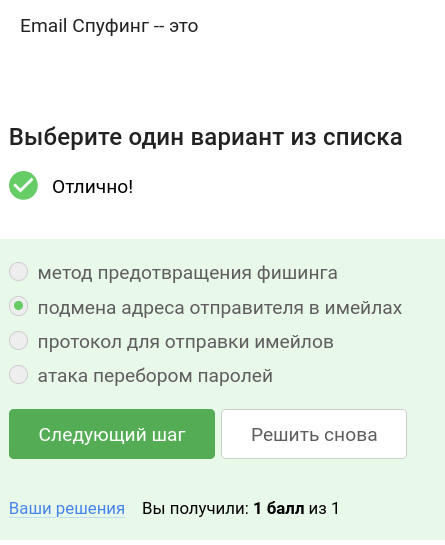 Email Спуфинг -- это
Выберите один вариант из списка
Отлично!
метод предотвращения фишинга
подмена адреса отправителя в имейлах
протокол для отправки имейлов
атака перебором паролей
Следующий шаг
Решить снова
Ваши решения
Вы получили: 1 балл из 1